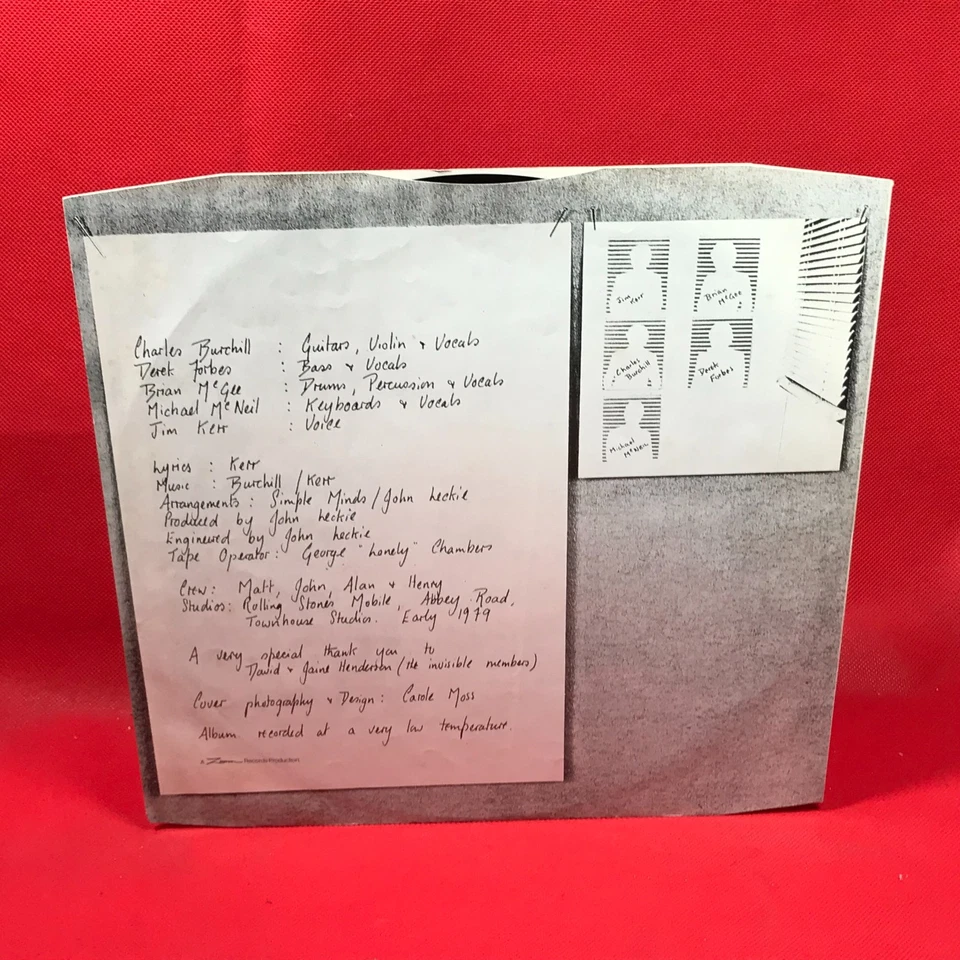 Charles Burchill : Guitars, Violin + Vocals
Derek Forbes : Bass + Vocals
Brian McGee : Drums, Percussion + Vocals
Michael McNeil : Keyboards + Vocals
Jim Kerr : Voice
Lyrics : Kerr
Music : Burchill / Kerr
Arrangements : Simple Minds / John Leckie
Produced by John Leckie
Engineered by John Leckie
Tape Operator : George "Lonely" Chambers
Crew : Matt, John, Alan + Henry
Studios : Rolling Stones Mobile, Abbey Road,
Townhouse Studios. Early 1979
A very special thank you to
David + Jaine Henderson (the invisible members)
Cover photography + Design : Carole Moss
Album recorded at a very low temperature.
A Zoom Records Production
Jim
Kerr
Brian
McGee
Charles
Burchill
Derek
Forbes
Michael
McNeil